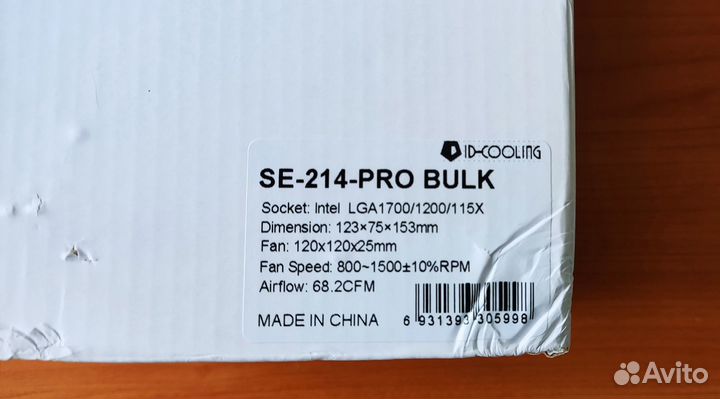 ID-COOLING
SE-214-PRO BULK
Socket: Intel LGA1700/1200/115X
Dimension: 123×75×153mm
Fan: 120x120x25mm
Fan Speed: 800~1500±10%RPM
Airflow: 68.2CFM
MADE IN CHINA
6 931393 305998
Avito